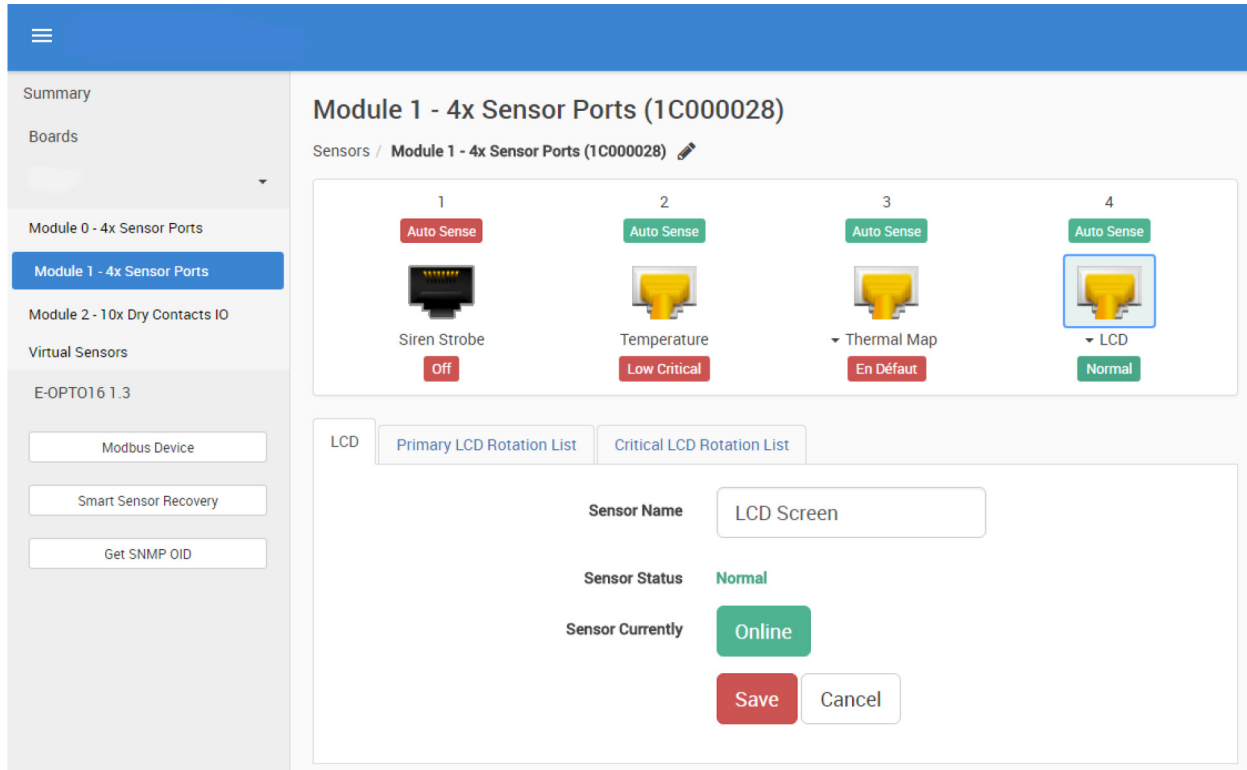 Summary
Boards
Module 0 - 4x Sensor Ports
Module 1 - 4x Sensor Ports
Module 2 - 10x Dry Contacts IO
Virtual Sensors
E-OPTO16 1.3
Modbus Device
Smart Sensor Recovery
Get SNMP OID
Module 1 - 4x Sensor Ports (1C000028)
Sensors / Module 1 - 4x Sensor Ports (1C000028)
1 2 3 4
Auto Sense Auto Sense Auto Sense Auto Sense
Siren Strobe Temperature Thermal Map LCD
Off Low Critical En Défaut Normal
LCD Primary LCD Rotation List Critical LCD Rotation List
Sensor Name LCD Screen
Sensor Status Normal
Sensor Currently Online
Save Cancel